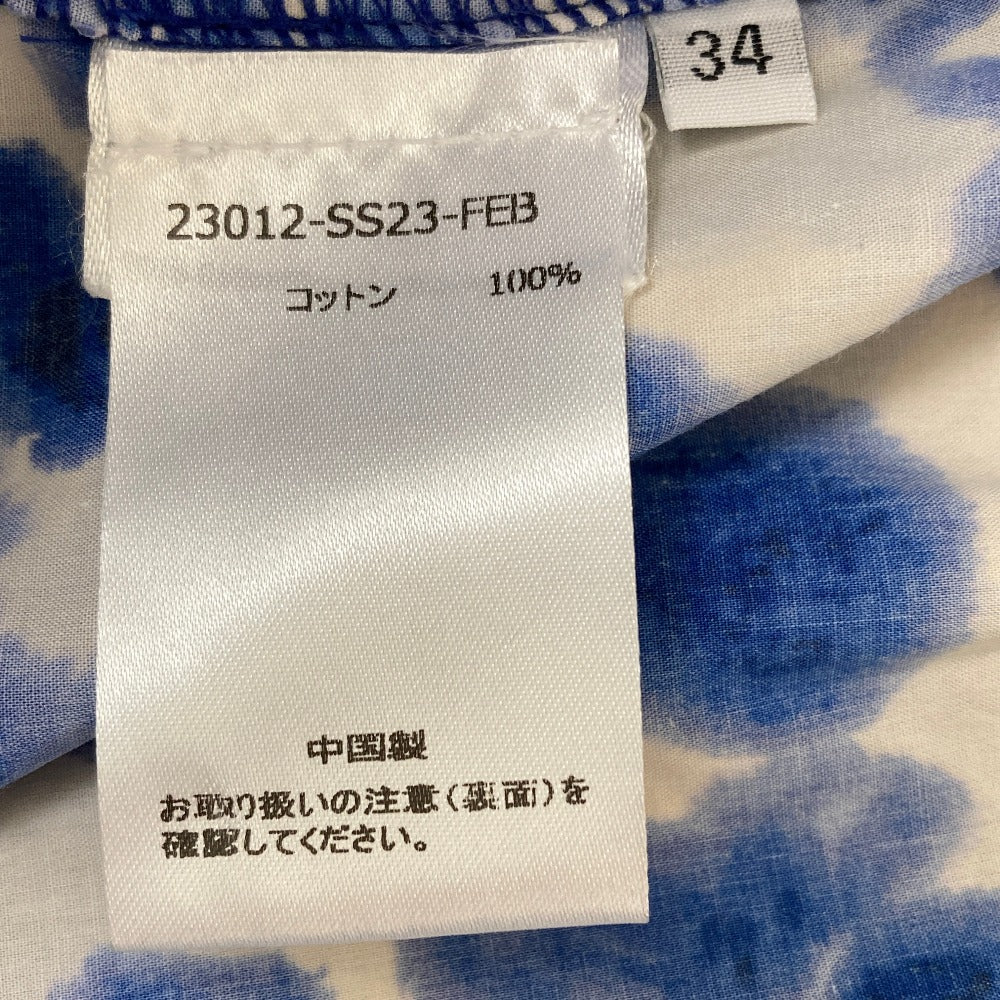 34
23012-SS23-FEB
コットン 100%
中国製
お取り扱いの注意(裏面)を
確認してください。